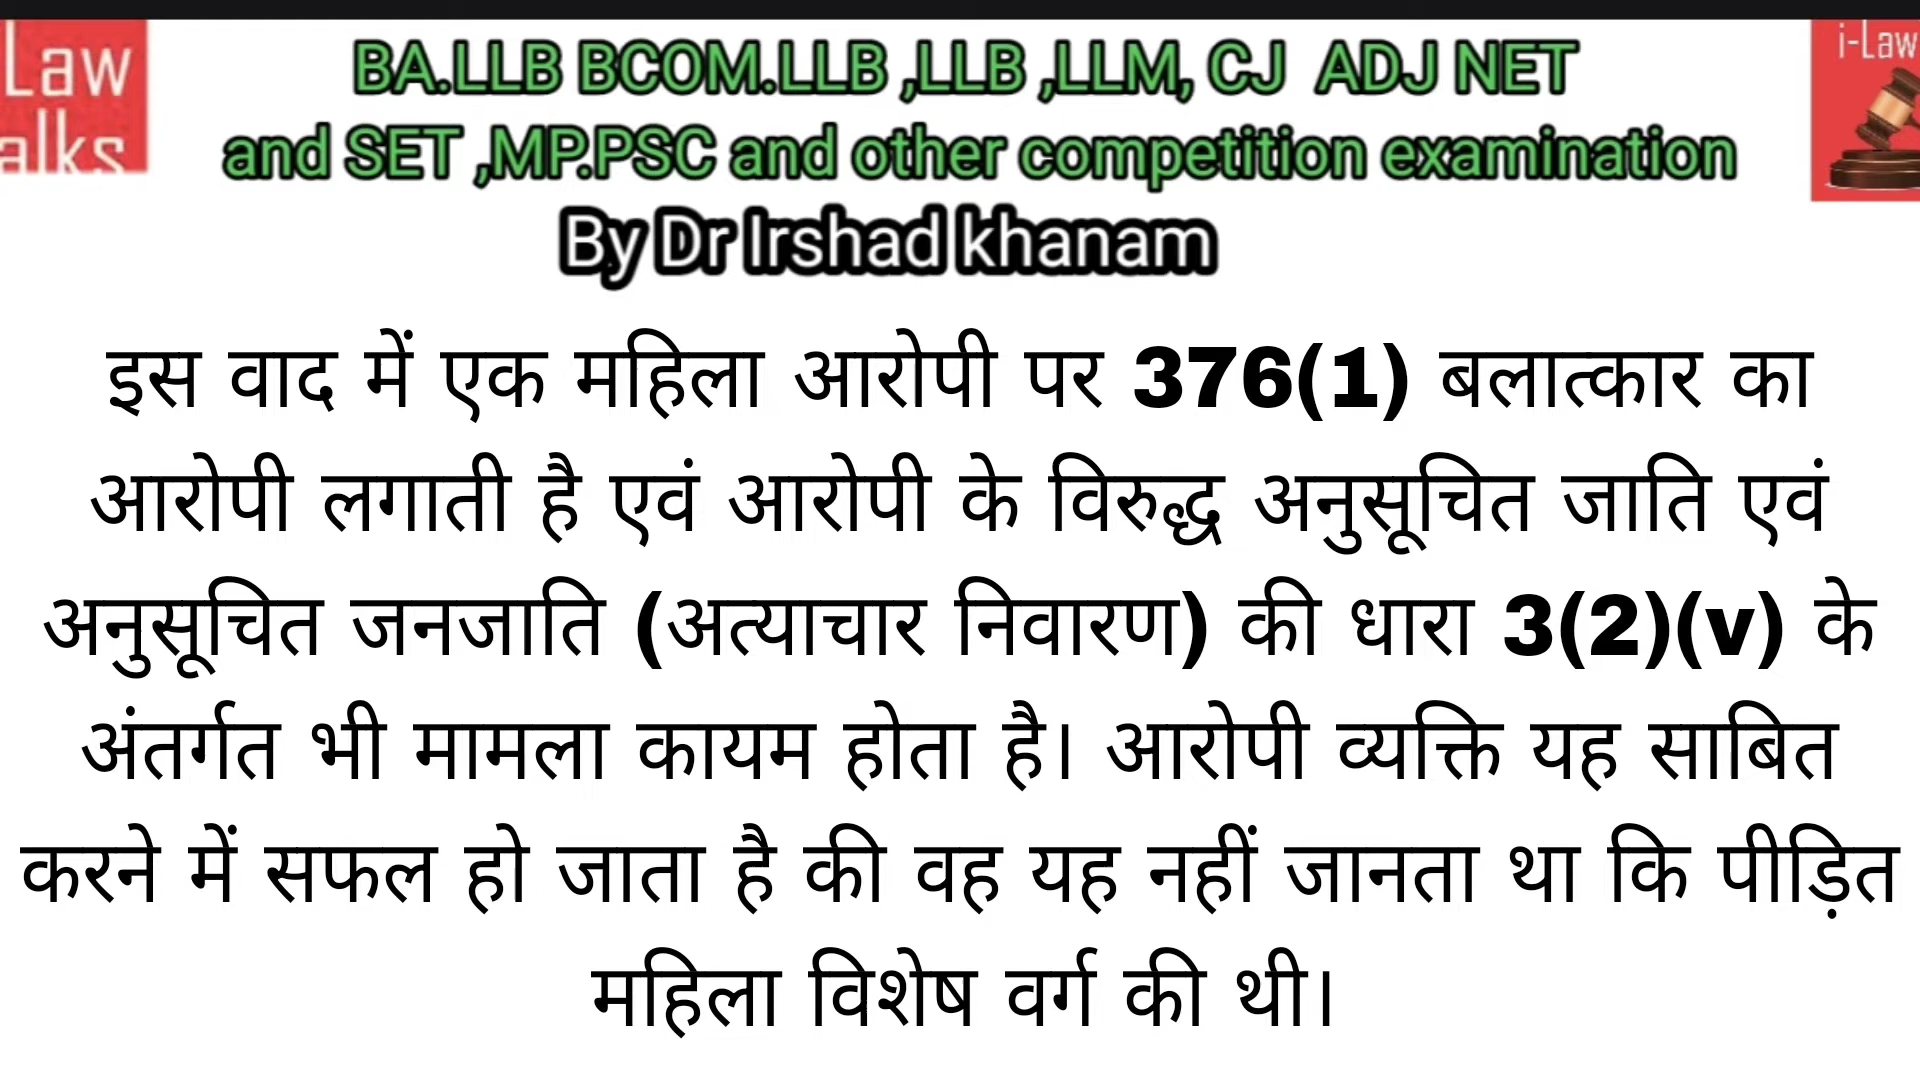 Law
alks
i-Law
BA.LLB BCOM.LLB ,LLB ,LLM, CJ ADJ NET
and SET ,MP.PSC and other competition examination
By Dr Irshad khanam
इस वाद में एक महिला आरोपी पर 376(1) बलात्कार का
आरोपी लगाती है एवं आरोपी के विरुद्ध अनुसूचित जाति एवं
अनुसूचित जनजाति (अत्याचार निवारण) की धारा 3(2)(v) के
अंतर्गत भी मामला कायम होता है। आरोपी व्यक्ति यह साबित
करने में सफल हो जाता है की वह यह नहीं जानता था कि पीड़ित
महिला विशेष वर्ग की थी।